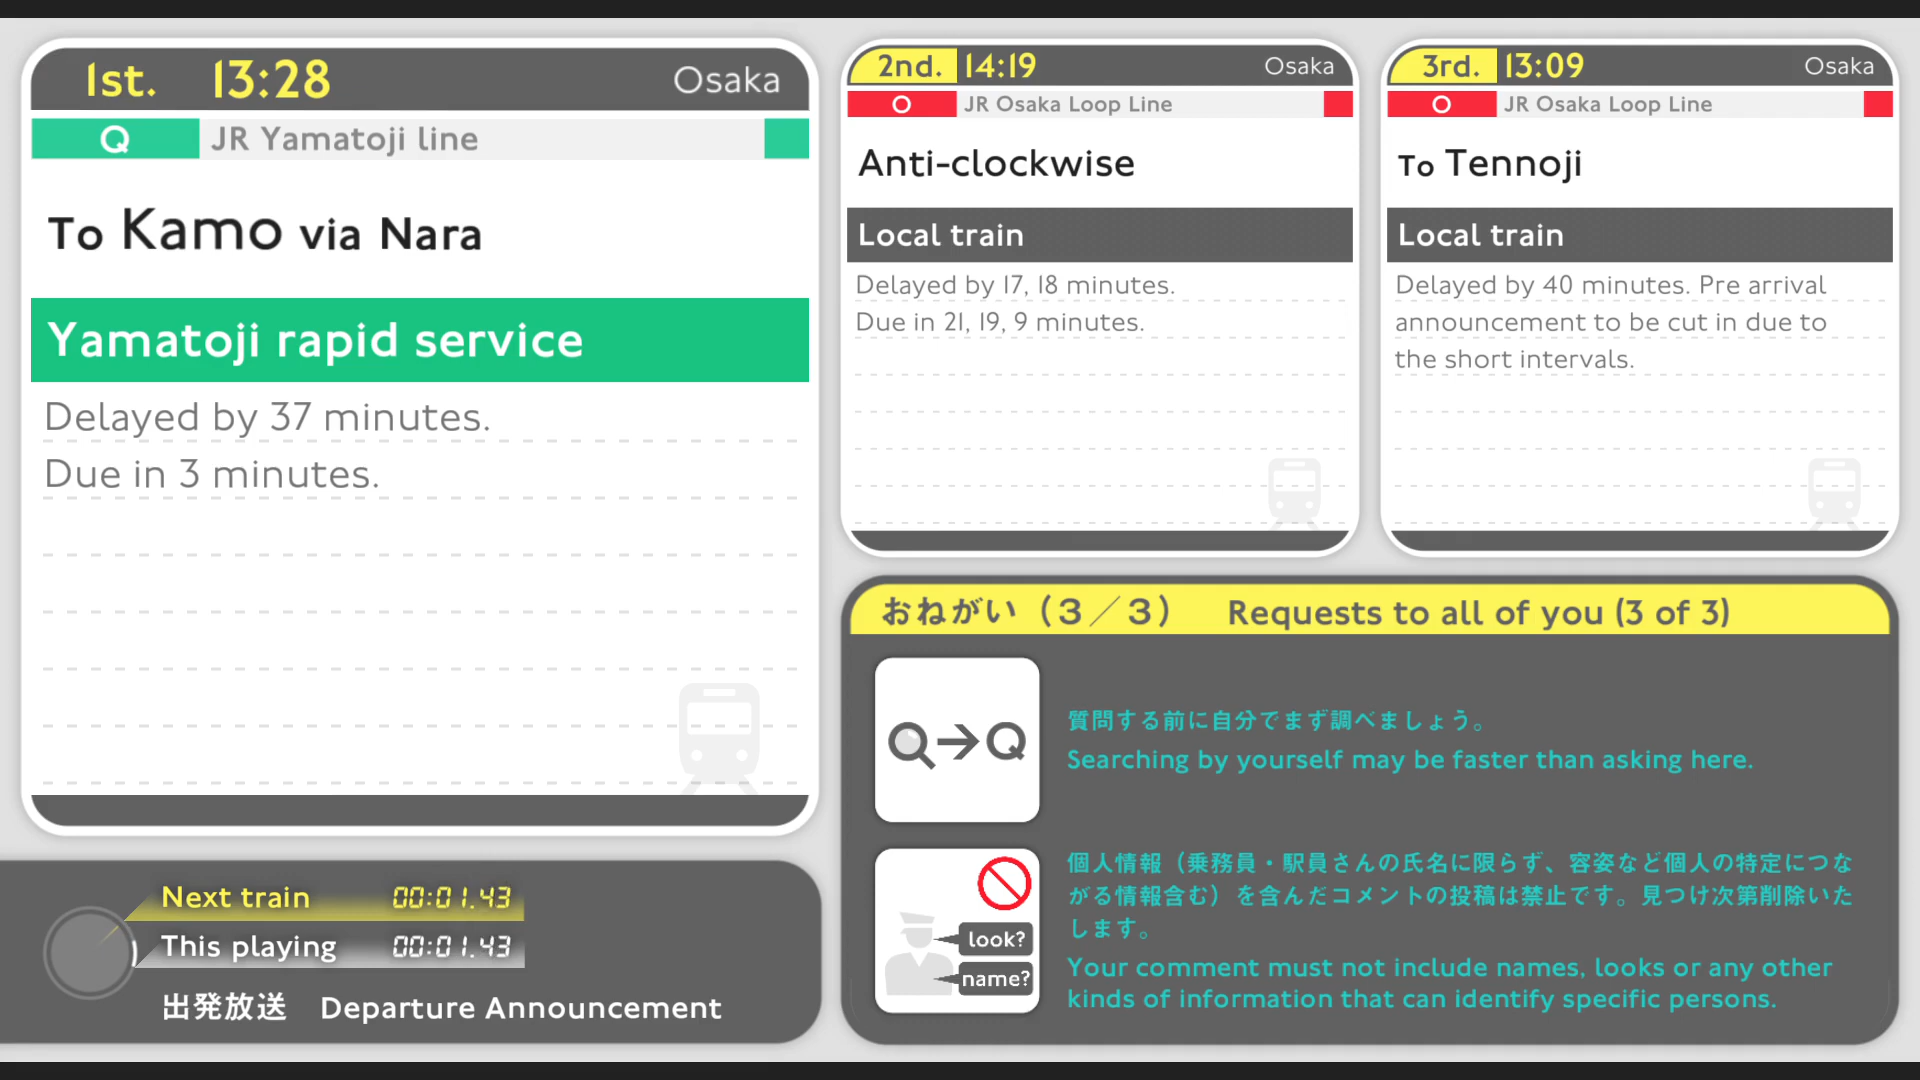 1st. 13:28 Osaka
Q JR Yamatoji line
To Kamo via Nara
Yamatoji rapid service
Delayed by 37 minutes.
Due in 3 minutes.
2nd. 14:19 Osaka
O JR Osaka Loop Line
Anti-clockwise
Local train
Delayed by 17, 18 minutes.
Due in 21, 19, 9 minutes.
3rd. 13:09 Osaka
O JR Osaka Loop Line
To Tennoji
Local train
Delayed by 40 minutes. Pre arrival
announcement to be cut in due to
the short intervals.
Next train 00:01.43
This playing 00:01.43
出発放送 Departure Announcement
おねがい（３／３） Requests to all of you (3 of 3)
Q
質問する前に自分でまず調べましょう。
Searching by yourself may be faster than asking here.
look?
name?
個人情報（乗務員・駅員さんの氏名に限らず、容姿など個人の特定につな
がる情報含む）を含んだコメントの投稿は禁止です。見つけ次第削除いた
します。
Your comment must not include names, looks or any other
kinds of information that can identify specific persons.